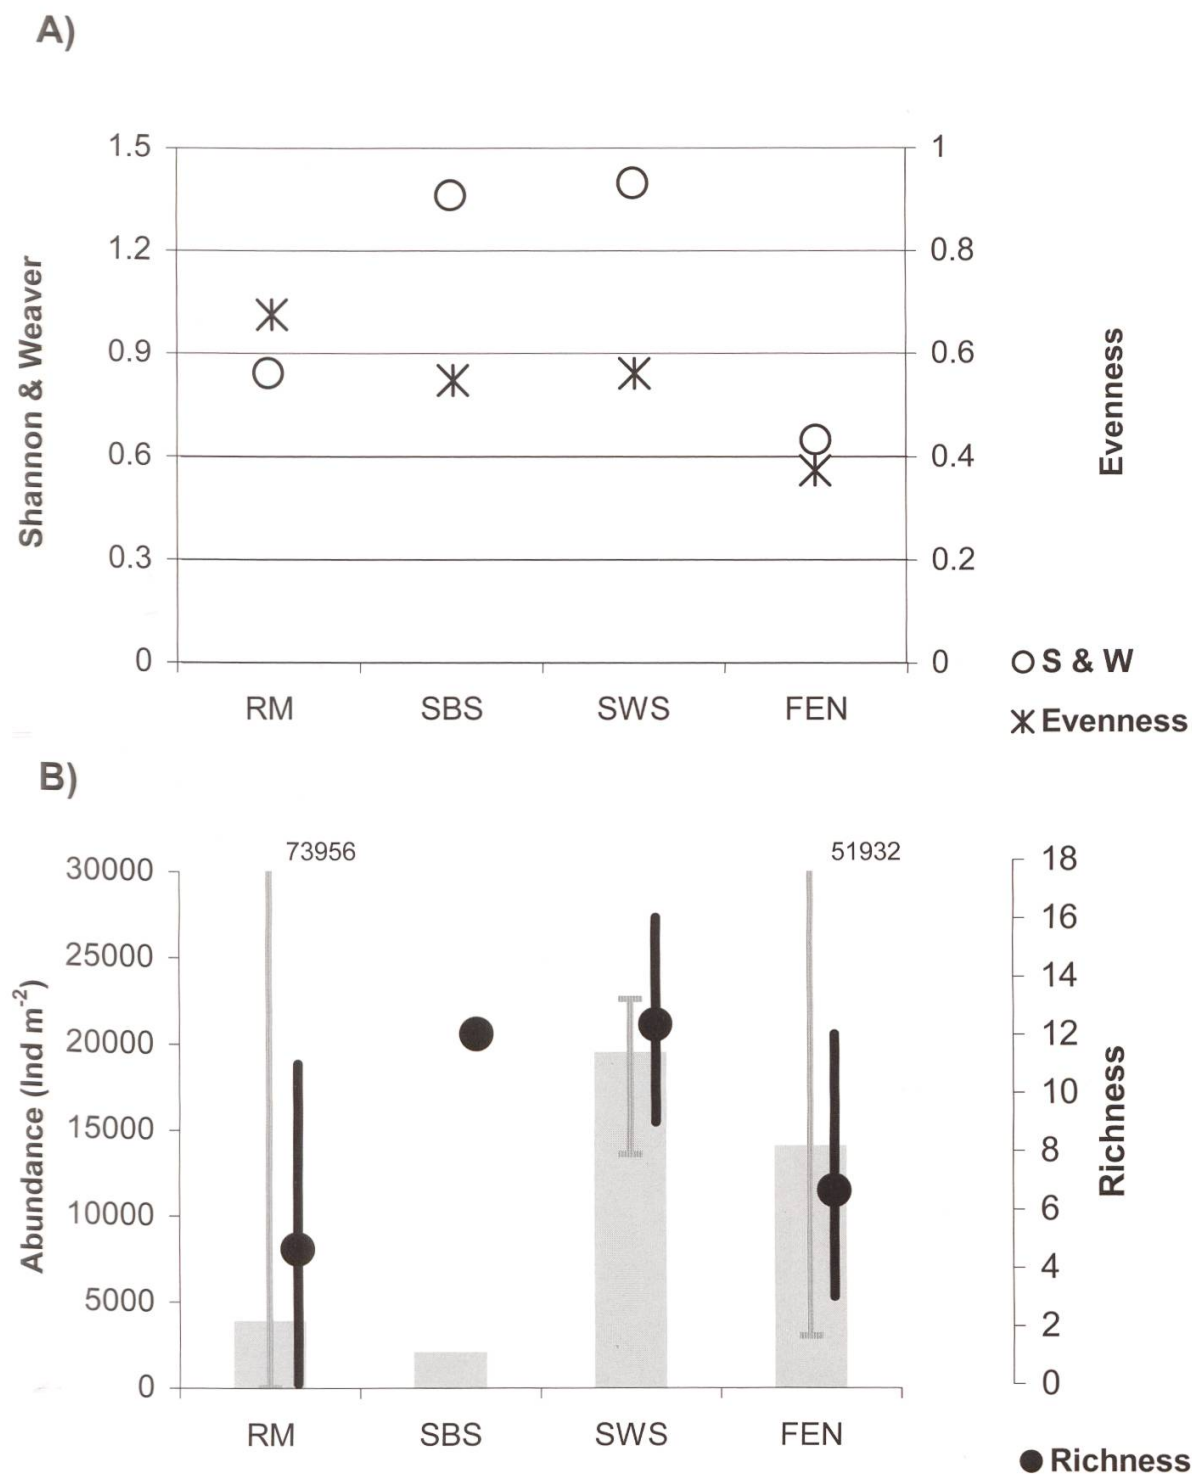 A)
Shannon & Weaver
1.5
1.2
0.9
0.6
0.3
0
1
0.8
0.6
0.4
0.2
0
Evenness
RM SBS SWS FEN
S & W
Evenness
B)
73956 51932
Abundance (Ind m-2)
30000
25000
20000
15000
10000
5000
0
18
16
14
12
10
8
6
4
2
0
Richness
RM SBS SWS FEN
Richness